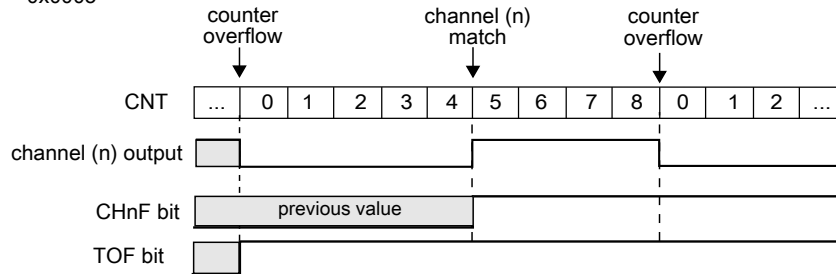 counter
overflow
channel (n)
match
counter
overflow
CNT ... 0 1 2 3 4 5 6 7 8 0 1 2 ...
channel (n) output
CHnF bit previous value
TOF bit